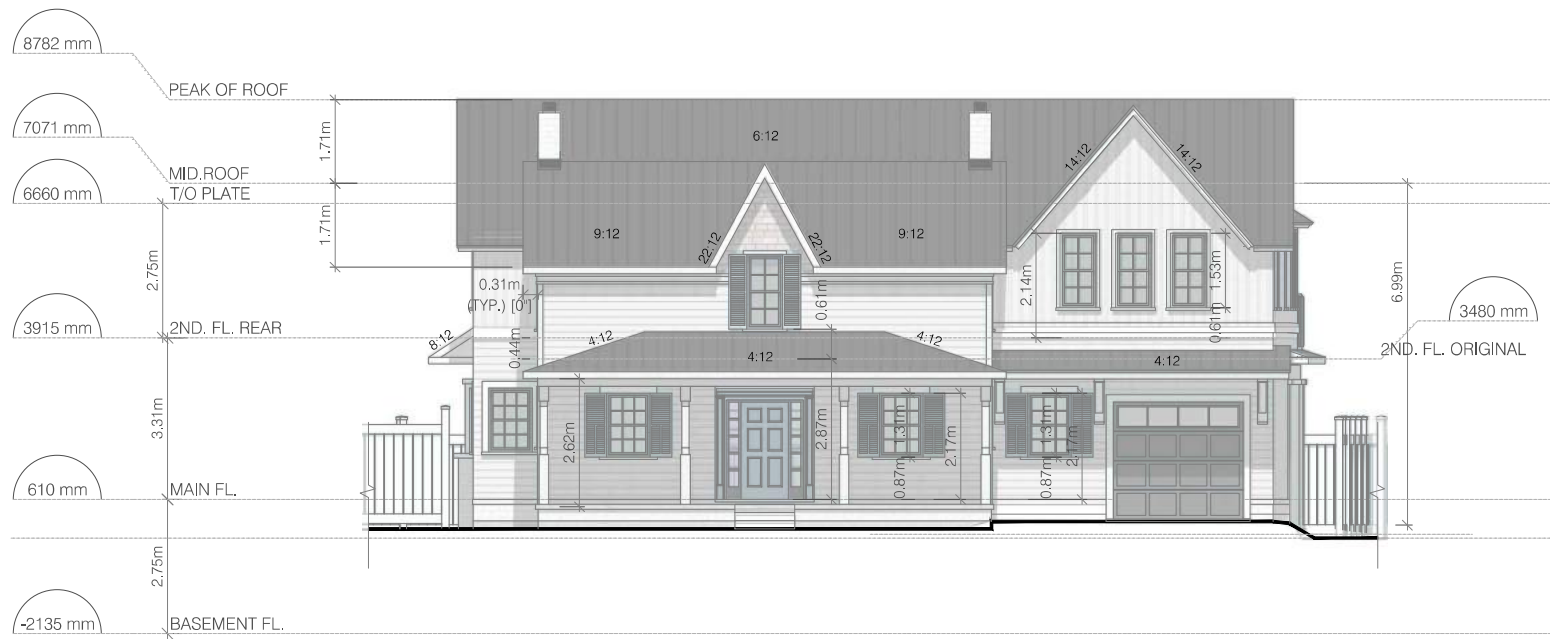 8782 mm
PEAK OF ROOF
7071 mm
1.71m
6:12
14:12
14:12
MID.ROOF
6660 mm
T/O PLATE
1.71m
9:12
22:12
22:12
9:12
2.75m
0.31m
(TYP.) [0"]
0.61m
2.14m
1.53m
0.61m
6.99m
3915 mm
2ND. FL. REAR
3480 mm
2ND. FL. ORIGINAL
8:12
0.44m
4:12
4:12
4:12
4:12
3.31m
2.62m
2.87m
1.31m
0.87m
2.17m
1.31m
0.87m
2.17m
610 mm
MAIN FL.
2.75m
-2135 mm
BASEMENT FL.